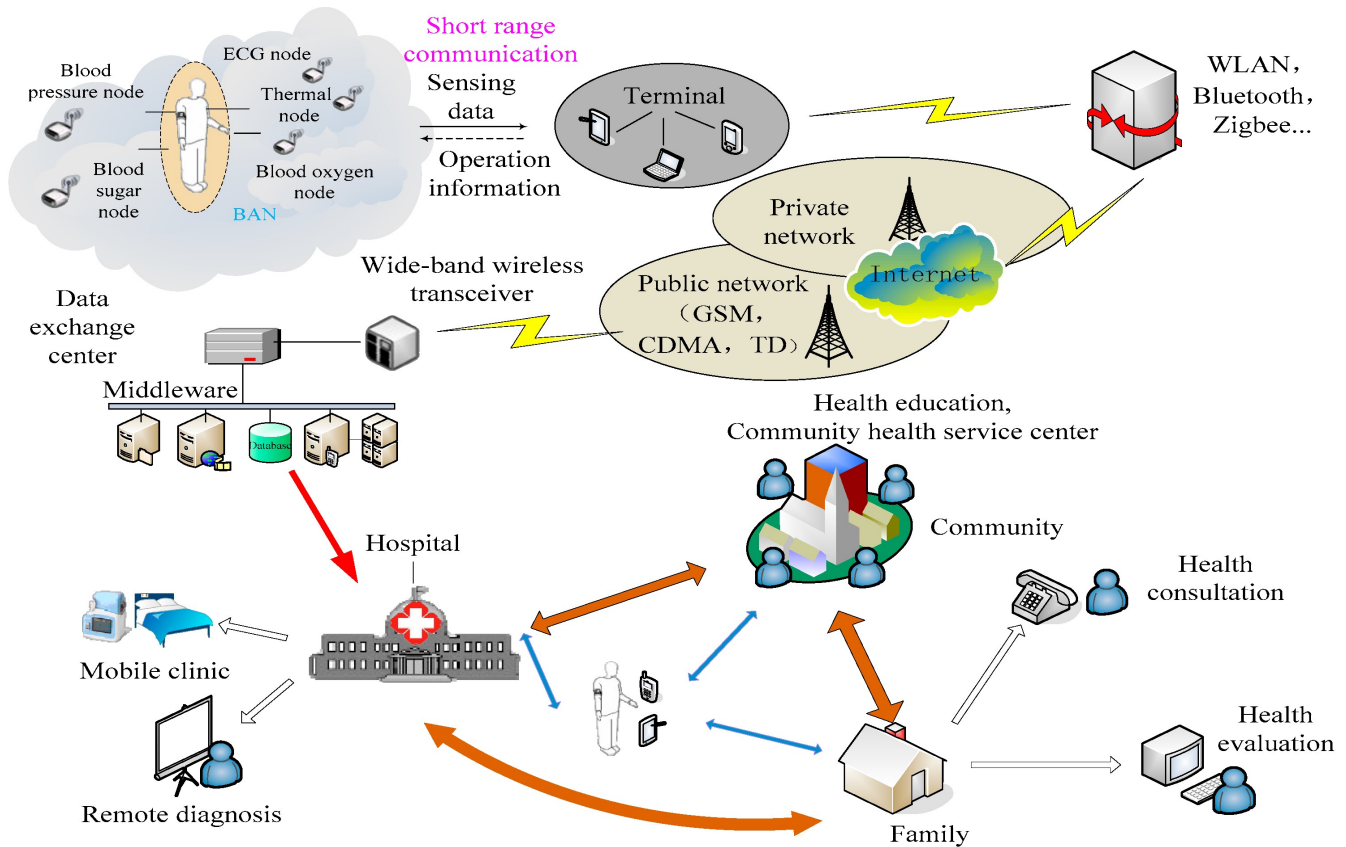 Short range
communication
ECG node
Blood
pressure node
Thermal
node
Blood
sugar
node
Blood oxygen
node
BAN
Sensing
data
Operation
information
Terminal
WLAN,
Bluetooth,
Zigbee...
Private
network
Internet
Public network
(GSM,
CDMA, TD)
Wide-band wireless
transceiver
Data
exchange
center
Middleware
Database
Health education,
Community health service center
Community
Hospital
Health
consultation
Mobile clinic
Remote diagnosis
Health
evaluation
Family